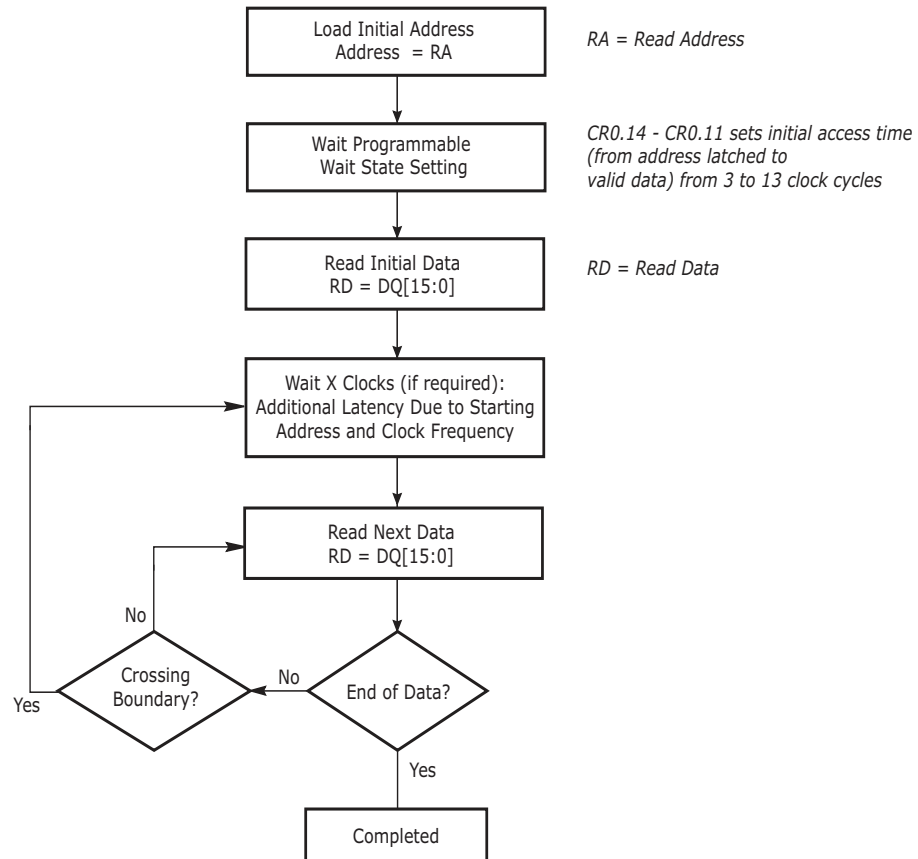 Load Initial Address
Address = RA
RA = Read Address
Wait Programmable
Wait State Setting
CR0.14 - CR0.11 sets initial access time
(from address latched to
valid data) from 3 to 13 clock cycles
Read Initial Data
RD = DQ[15:0]
RD = Read Data
Wait X Clocks (if required):
Additional Latency Due to Starting
Address and Clock Frequency
Read Next Data
RD = DQ[15:0]
No
Crossing
Boundary?
Yes
No
End of Data?
Yes
Completed